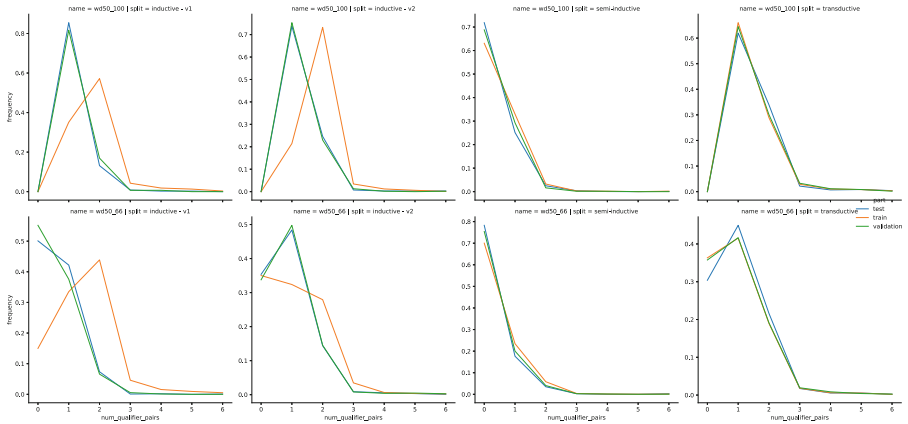 name = wd50_100 | split = inductive - v1
name = wd50_100 | split = inductive - v2
name = wd50_100 | split = semi-inductive
name = wd50_100 | split = transductive
0.8
0.6
0.4
0.2
0.0
frequency
0.8
0.7
0.6
0.5
0.4
0.3
0.2
0.1
0.0
0.7
0.6
0.5
0.4
0.3
0.2
0.1
0.0
0.6
0.5
0.4
0.3
0.2
0.1
0.0
name = wd50_66 | split = inductive - v1
name = wd50_66 | split = inductive - v2
name = wd50_66 | split = semi-inductive
name = wd50_66 | split = transductive
part
test
train
validation
0.5
0.4
0.3
0.2
0.1
0.0
frequency
0 1 2 3 4 5 6
num_qualifier_pairs
0.5
0.4
0.3
0.2
0.1
0.0
0 1 2 3 4 5 6
num_qualifier_pairs
0.8
0.7
0.6
0.5
0.4
0.3
0.2
0.1
0.0
0 1 2 3 4 5 6
num_qualifier_pairs
0.4
0.3
0.2
0.1
0.0
0 1 2 3 4 5 6
num_qualifier_pairs